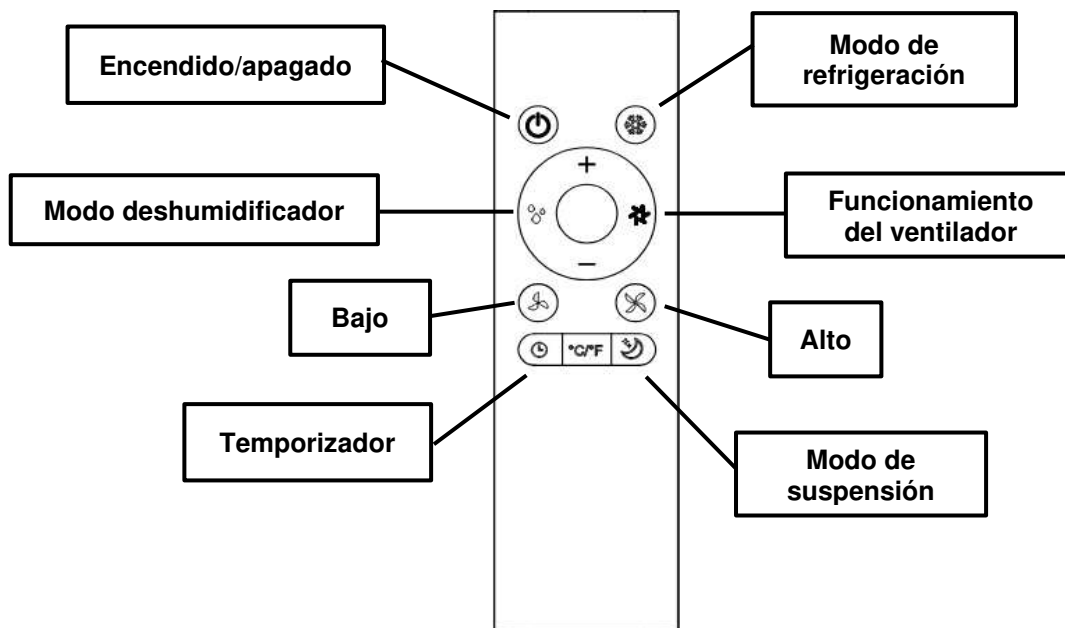 Encendido/apagado
Modo de
refrigeración
+
Modo deshumidificador
Funcionamiento
del ventilador
−
Bajo
Alto
°C/°F
Temporizador
Modo de
suspensión